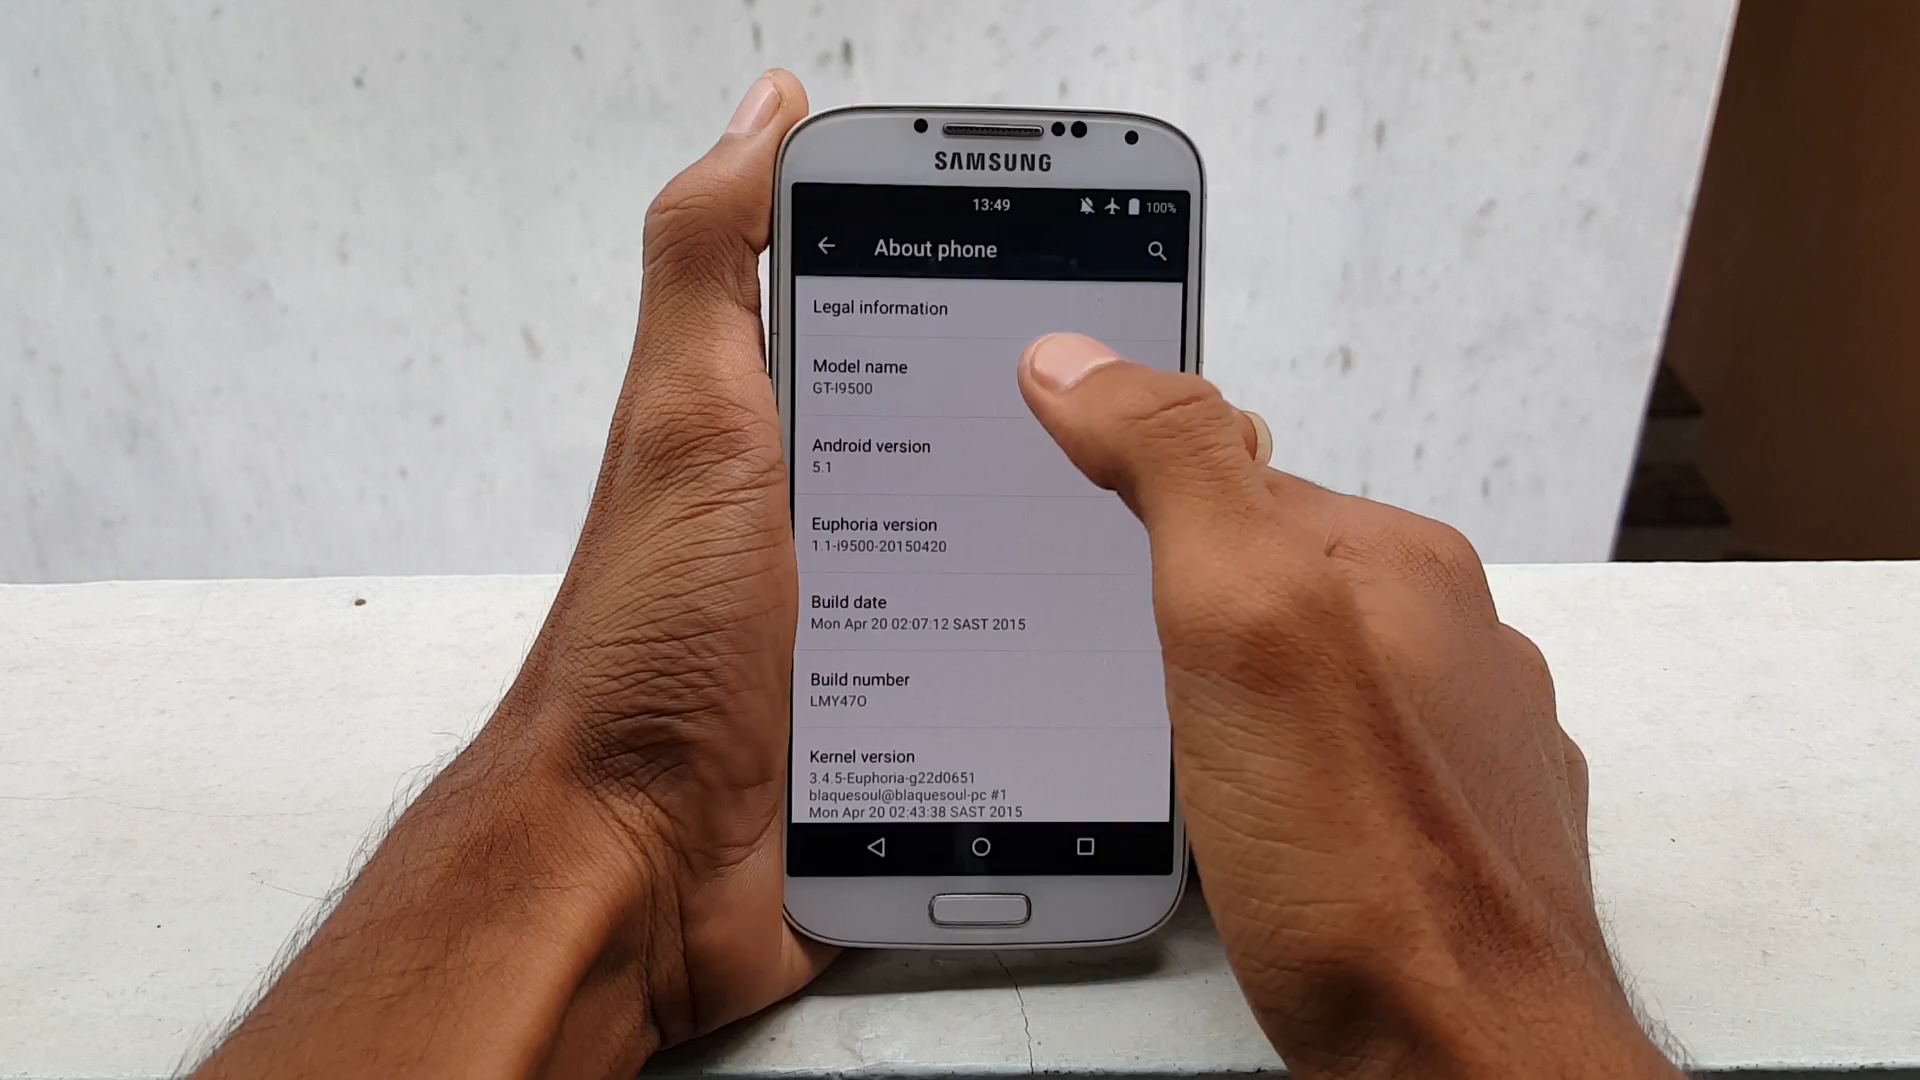 SAMSUNG
13:49 100%
About phone
Legal information
Model name
GT-I9500
Android version
5.1
Euphoria version
1.1-i9500-20150420
Build date
Mon Apr 20 02:07:12 SAST 2015
Build number
LMY47O
Kernel version
3.4.5-Euphoria-g22d0651
blaquesoul@blaquesoul-pc #1
Mon Apr 20 02:43:38 SAST 2015